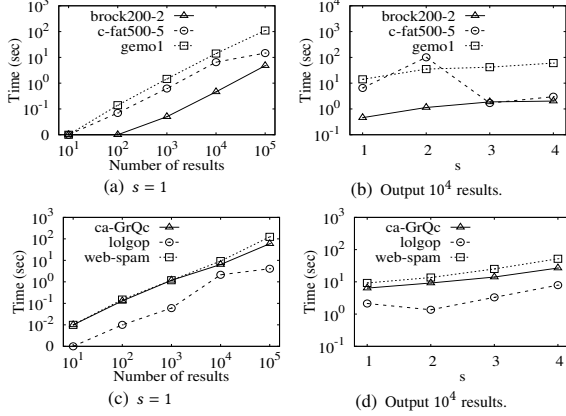 brock200-2
c-fat500-5
gemo1
Time (sec)
10³
10²
10¹
10⁰
10⁻¹
0
10¹ 10² 10³ 10⁴ 10⁵
Number of results
(a) s = 1
brock200-2
c-fat500-5
gemo1
Time (sec)
10⁴
10³
10²
10¹
10⁰
10⁻¹
1 2 3 4
s
(b) Output 10⁴ results.
ca-GrQc
lolgop
web-spam
Time (sec)
10³
10²
10¹
10⁰
10⁻¹
10⁻²
0
10¹ 10² 10³ 10⁴ 10⁵
Number of results
(c) s = 1
ca-GrQc
lolgop
web-spam
Time (sec)
10³
10²
10¹
10⁰
10⁻¹
1 2 3 4
s
(d) Output 10⁴ results.